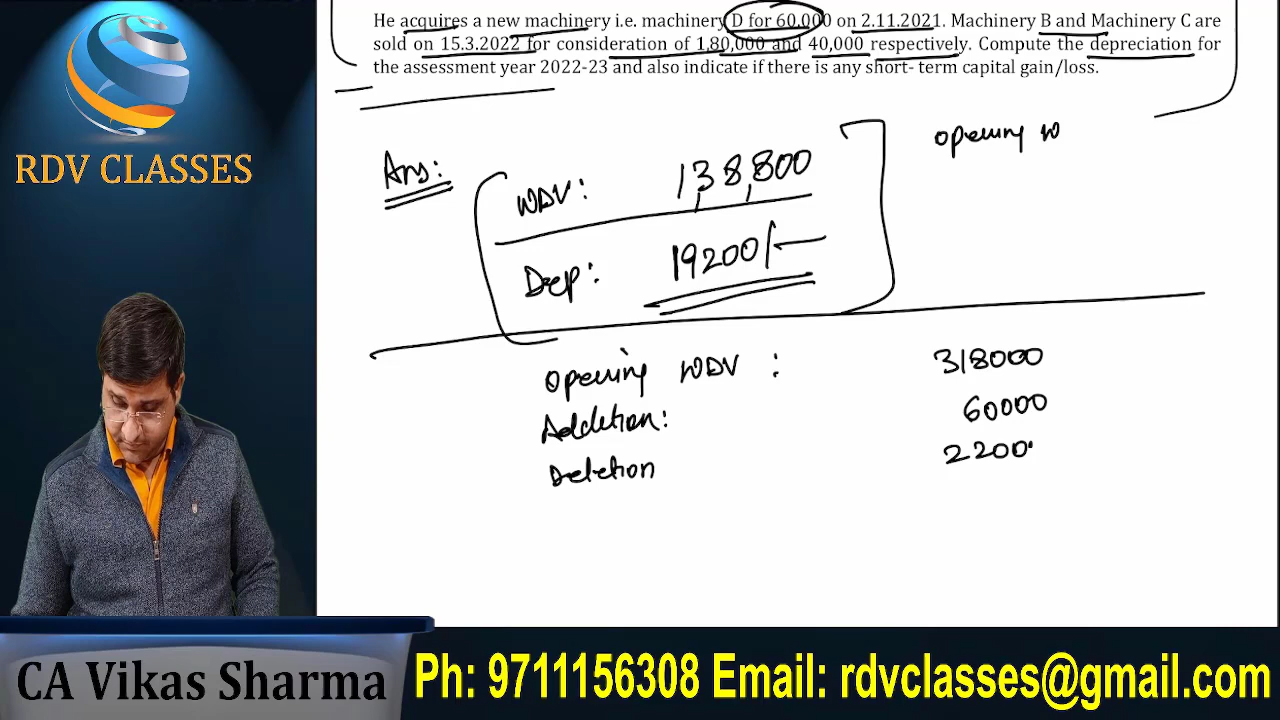 He acquires a new machinery i.e. machinery D for 60,000 on 2.11.2021. Machinery B and Machinery C are
sold on 15.3.2022 for consideration of 1,80,000 and 40,000 respectively. Compute the depreciation for
the assessment year 2022-23 and also indicate if there is any short- term capital gain/loss.
RDV CLASSES
Ans:
WDV: 138,800
Dep: 19200/-
Opening W
Opening WDV : 318000
Addition: 60000
Deletion 2200
CA Vikas Sharma
Ph: 9711156308 Email: rdvclasses@gmail.com